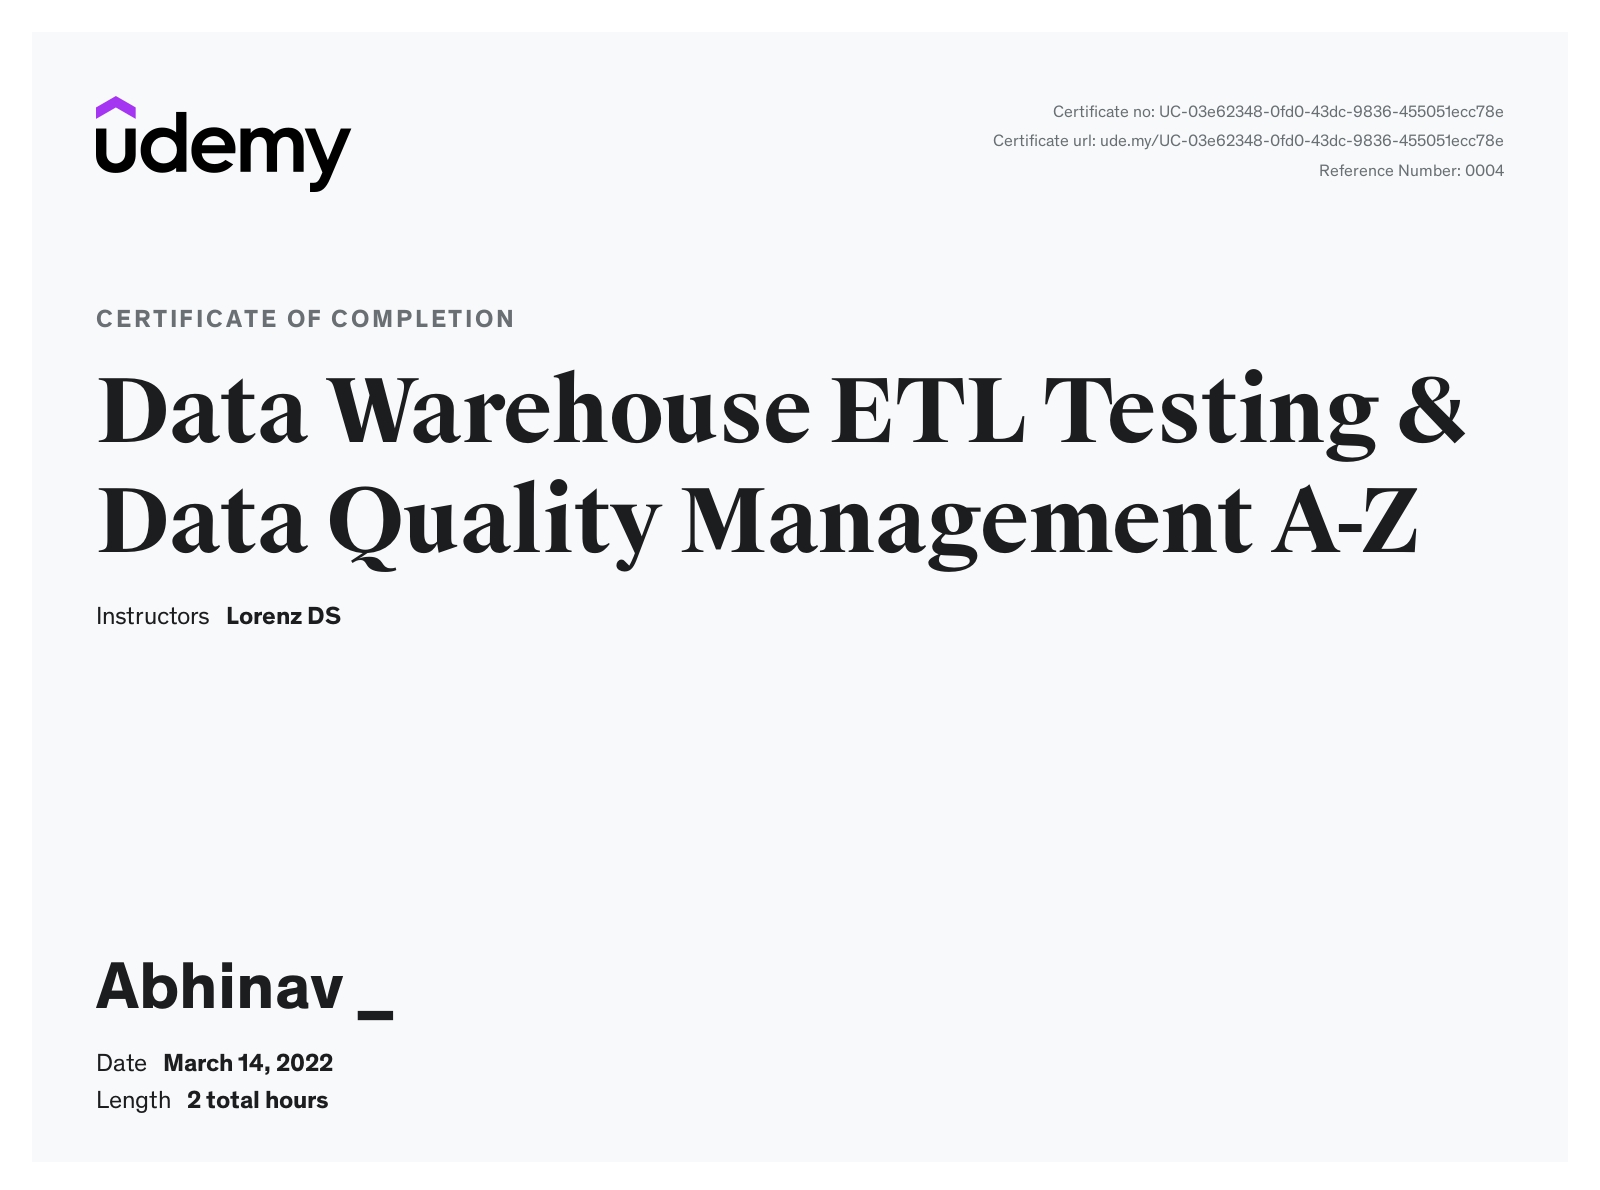 udemy
Certificate no: UC-03e62348-0fd0-43dc-9836-455051ecc78e
Certificate url: ude.my/UC-03e62348-0fd0-43dc-9836-455051ecc78e
Reference Number: 0004
CERTIFICATE OF COMPLETION
Data Warehouse ETL Testing &
Data Quality Management A-Z
Instructors Lorenz DS
Abhinav _
Date March 14, 2022
Length 2 total hours